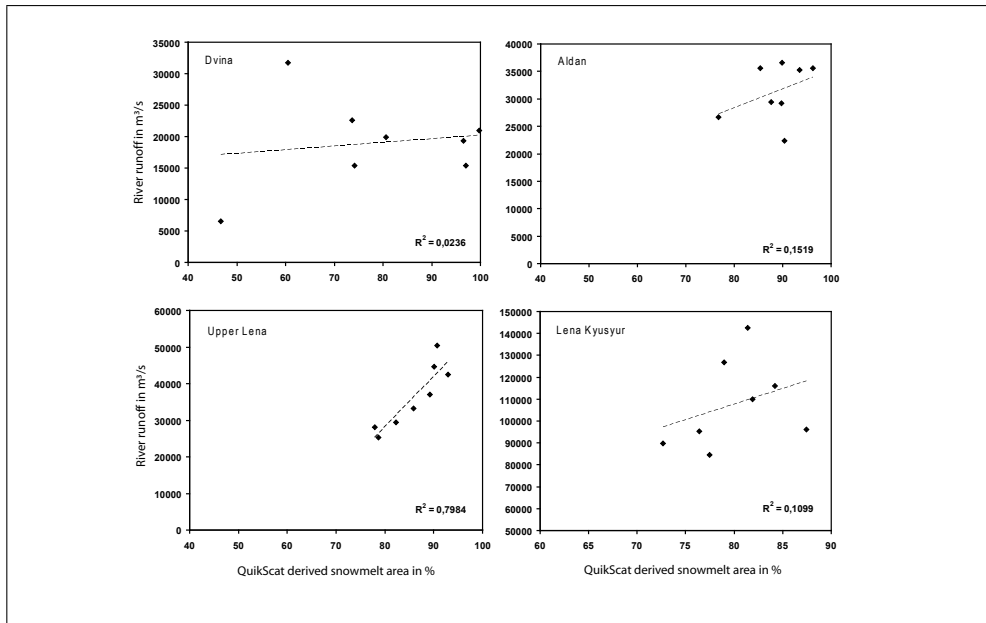 Dvina
River runoff in m³/s
35000
30000
25000
20000
15000
10000
5000
0
R² = 0,0236
40 50 60 70 80 90 100
Aldan
40000
35000
30000
25000
20000
15000
10000
5000
0
R² = 0,1519
40 50 60 70 80 90 100
Upper Lena
River runoff in m³/s
60000
50000
40000
30000
20000
10000
0
R² = 0,7984
40 50 60 70 80 90 100
QuikScat derived snowmelt area in %
Lena Kyusyur
150000
140000
130000
120000
110000
100000
90000
80000
70000
60000
50000
R² = 0,1099
60 65 70 75 80 85 90
QuikScat derived snowmelt area in %